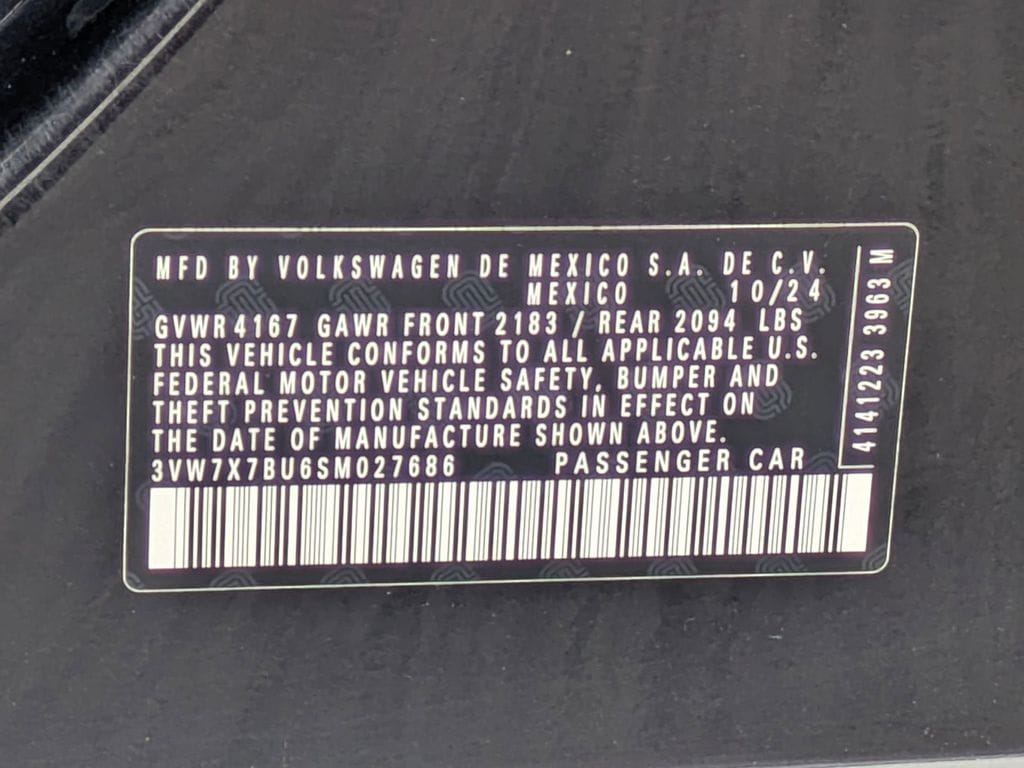 MFD BY VOLKSWAGEN DE MEXICO S.A. DE C.V.
MEXICO 10/24
GVWR 4167 GAWR FRONT 2183 / REAR 2094 LBS
THIS VEHICLE CONFORMS TO ALL APPLICABLE U.S.
FEDERAL MOTOR VEHICLE SAFETY, BUMPER AND
THEFT PREVENTION STANDARDS IN EFFECT ON
THE DATE OF MANUFACTURE SHOWN ABOVE.
3VW7X7BU6SM027686 PASSENGER CAR
4141223 3963 M